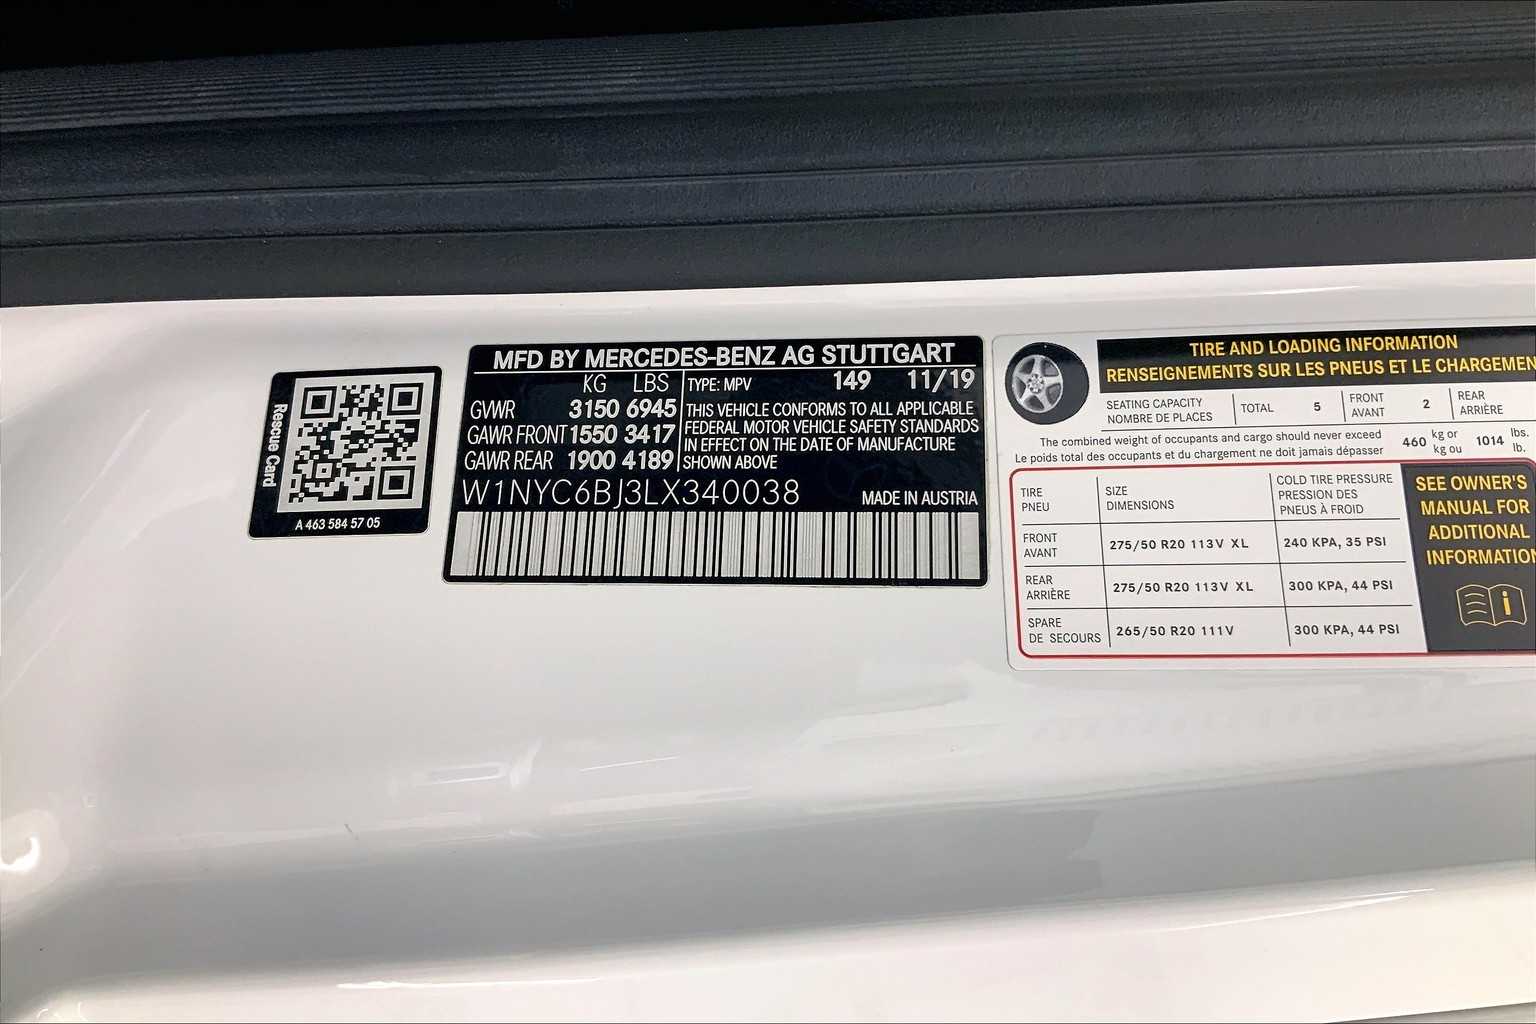 Rescue Card
A 463 584 57 05
MFD BY MERCEDES-BENZ AG STUTTGART
KG LBS
GVWR 3150 6945
GAWR FRONT 1550 3417
GAWR REAR 1900 4189
TYPE: MPV 149 11/19
THIS VEHICLE CONFORMS TO ALL APPLICABLE
FEDERAL MOTOR VEHICLE SAFETY STANDARDS
IN EFFECT ON THE DATE OF MANUFACTURE
SHOWN ABOVE
W1NYC6BJ3LX340038 MADE IN AUSTRIA
TIRE AND LOADING INFORMATION
RENSEIGNEMENTS SUR LES PNEUS ET LE CHARGEMEN
SEATING CAPACITY
NOMBRE DE PLACES
TOTAL 5
FRONT
AVANT
2
REAR
ARRIÈRE
The combined weight of occupants and cargo should never exceed
Le poids total des occupants et du chargement ne doit jamais dépasser
460 kg or
kg ou
1014 lbs.
lb.
TIRE
PNEU
SIZE
DIMENSIONS
COLD TIRE PRESSURE
PRESSION DES
PNEUS À FROID
FRONT
AVANT
275/50 R20 113V XL
240 KPA, 35 PSI
REAR
ARRIÈRE
275/50 R20 113V XL
300 KPA, 44 PSI
SPARE
DE SECOURS
265/50 R20 111V
300 KPA, 44 PSI
SEE OWNER'S
MANUAL FOR
ADDITIONAL
INFORMATION